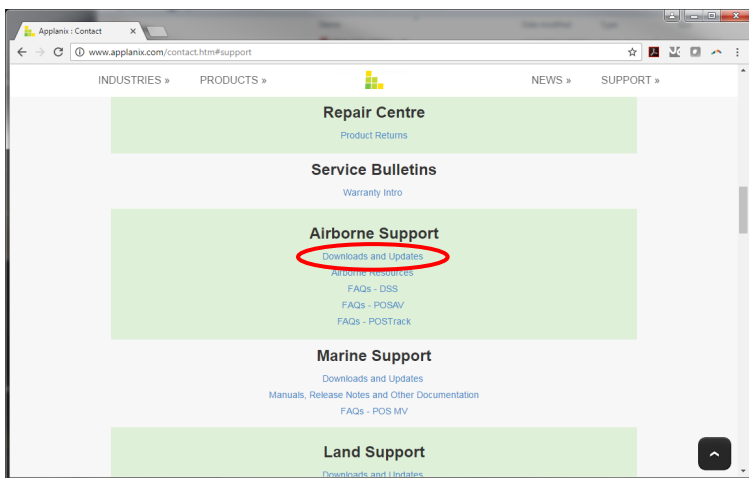 Applanix : Contact
www.applanix.com/contact.htm#support
INDUSTRIES » PRODUCTS » NEWS » SUPPORT »
Repair Centre
Product Returns
Service Bulletins
Warranty Intro
Airborne Support
Downloads and Updates
Airborne Resources
FAQs - DSS
FAQs - POSAV
FAQs - POSTrack
Marine Support
Downloads and Updates
Manuals, Release Notes and Other Documentation
FAQs - POS MV
Land Support
Downloads and Updates